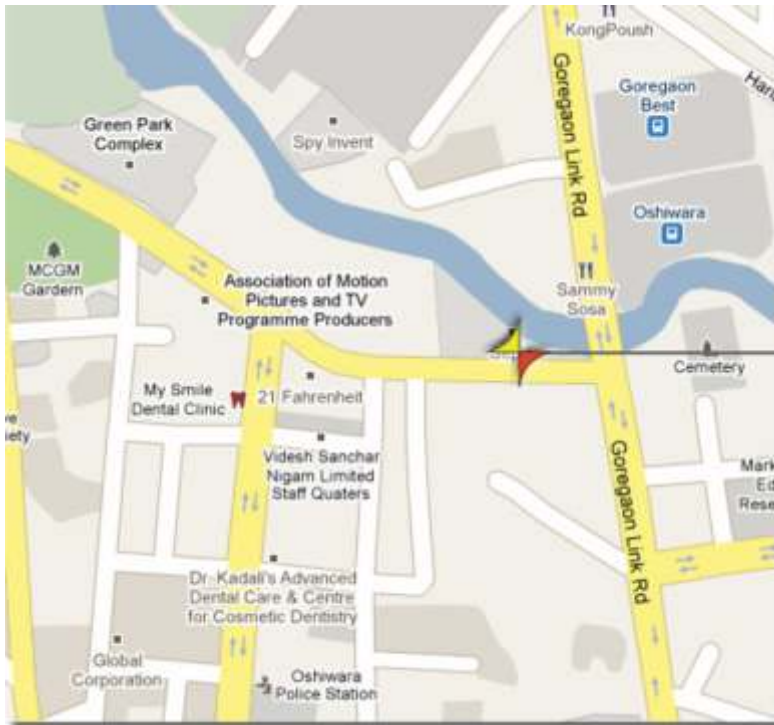 KongPoush
Goregaon
Best
Goregaon Link Rd
Green Park
Complex
Spy Invent
Oshiwara
MCGM
Gardern
Association of Motion
Pictures and TV
Programme Producers
Sammy
Sosa
Cemetery
My Smile
Dental Clinic
21 Fahrenheit
Videsh Sanchar
Nigam Limited
Staff Quaters
Goregaon Link Rd
Dr. Kadali's Advanced
Dental Care & Centre
for Cosmetic Dentistry
Global
Corporation
Oshiwara
Police Station